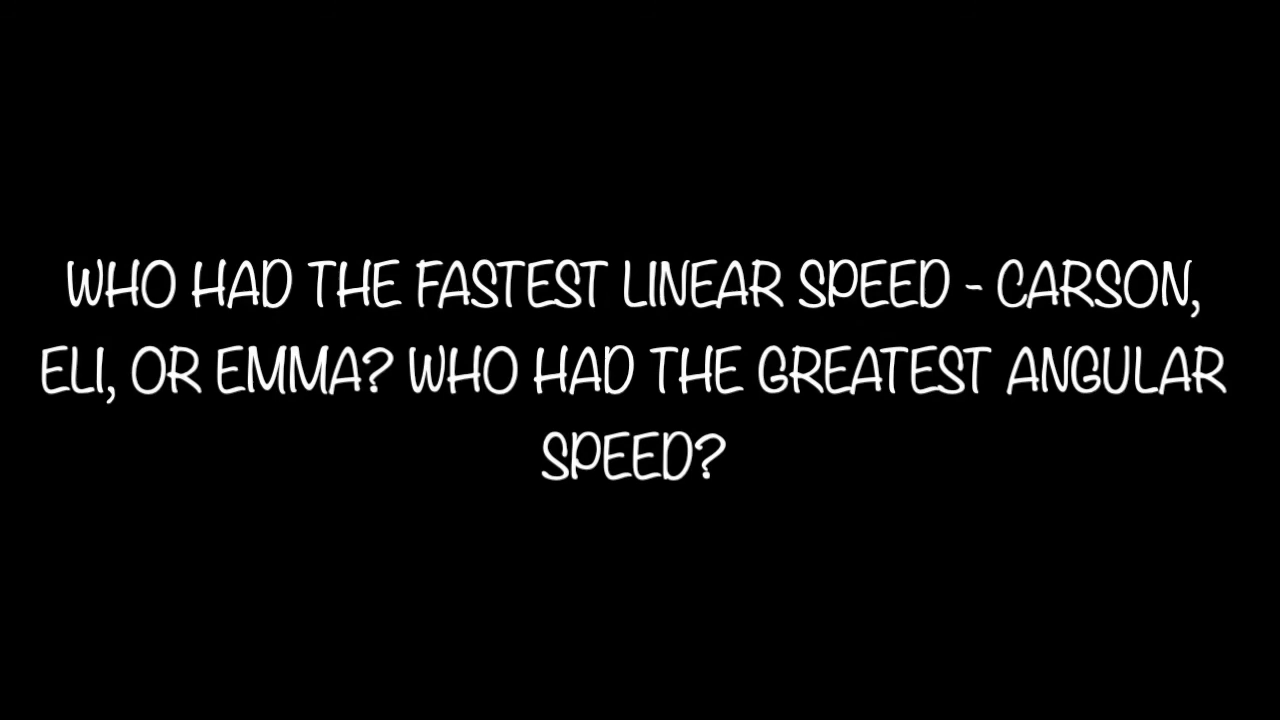 WHO HAD THE FASTEST LINEAR SPEED - CARSON,
ELI, OR EMMA? WHO HAD THE GREATEST ANGULAR
SPEED?